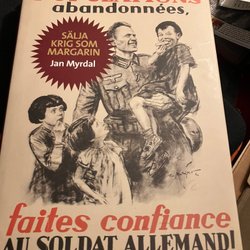 abandonnées,
SÄLJA
KRIG SOM
MARGARIN
Jan Myrdal
faites confiance
AU SOLDAT ALLEMAND!